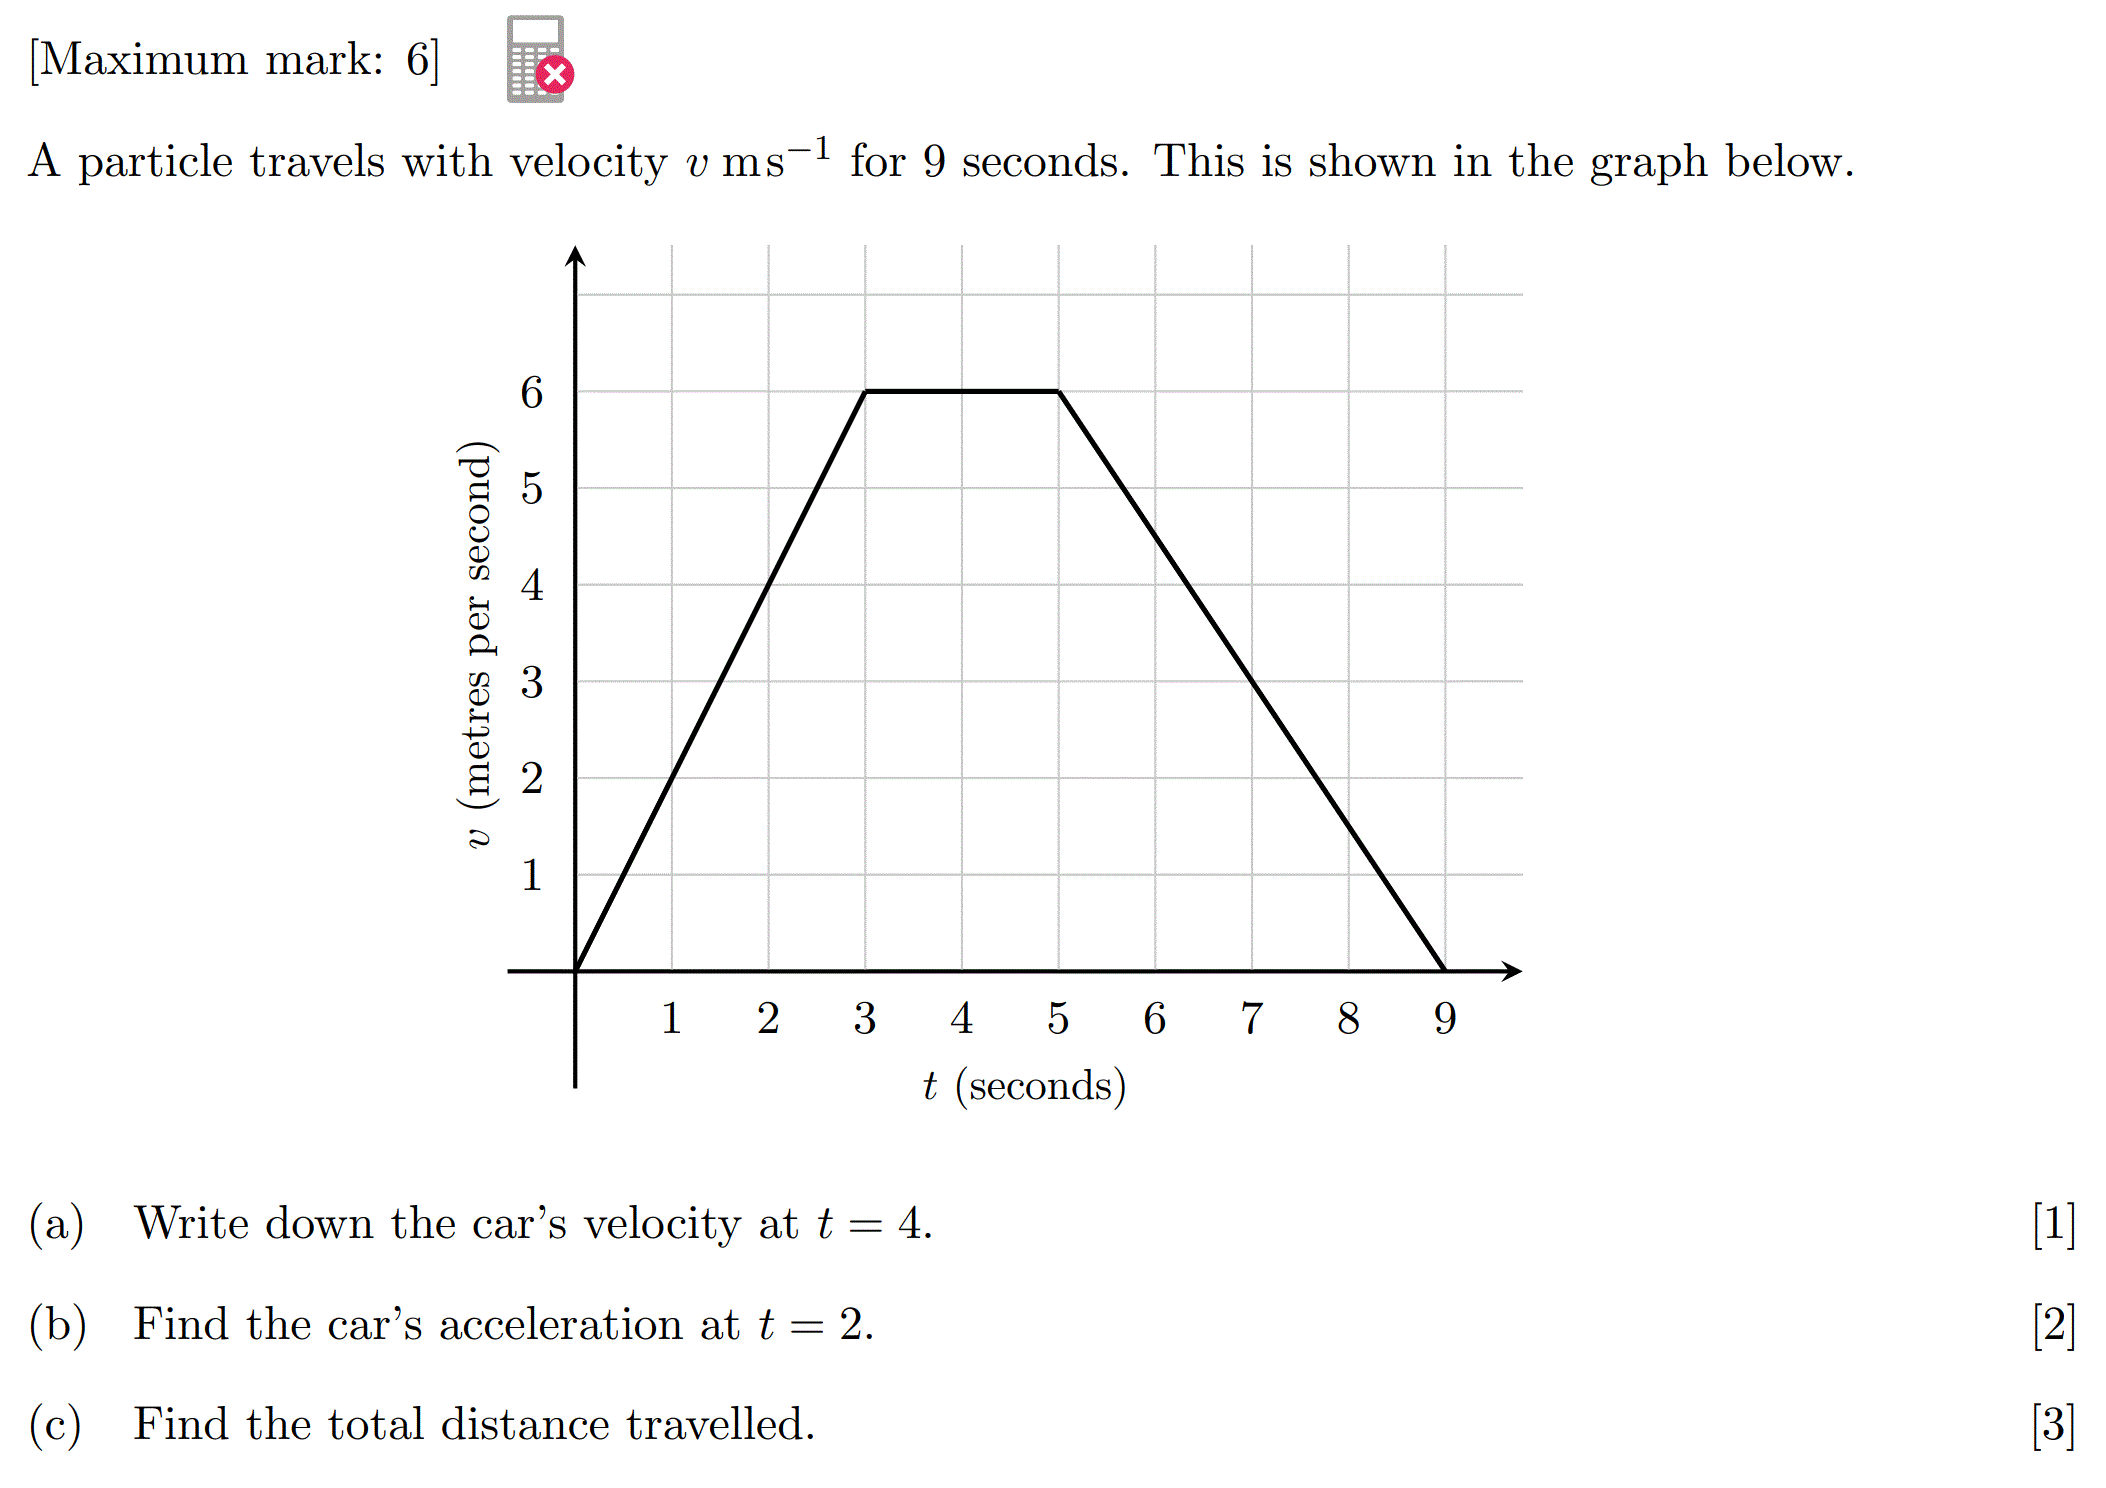 [Maximum mark: 6]
A particle travels with velocity v m s⁻¹ for 9 seconds. This is shown in the graph below.
6
5
4
3
2
1
v (metres per second)
1 2 3 4 5 6 7 8 9
t (seconds)
(a) Write down the car's velocity at t = 4. [1]
(b) Find the car's acceleration at t = 2. [2]
(c) Find the total distance travelled. [3]